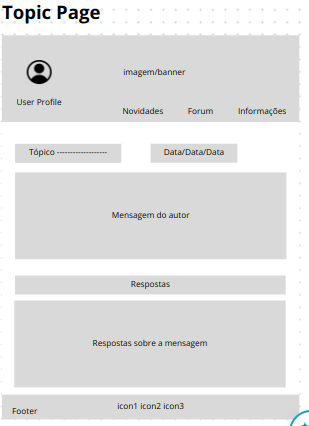 Topic Page
imagem/banner
User Profile
Novidades Forum Informações
Tópico -------------------- Data/Data/Data
Mensagem do autor
Respostas
Respostas sobre a mensagem
icon1 icon2 icon3
Footer